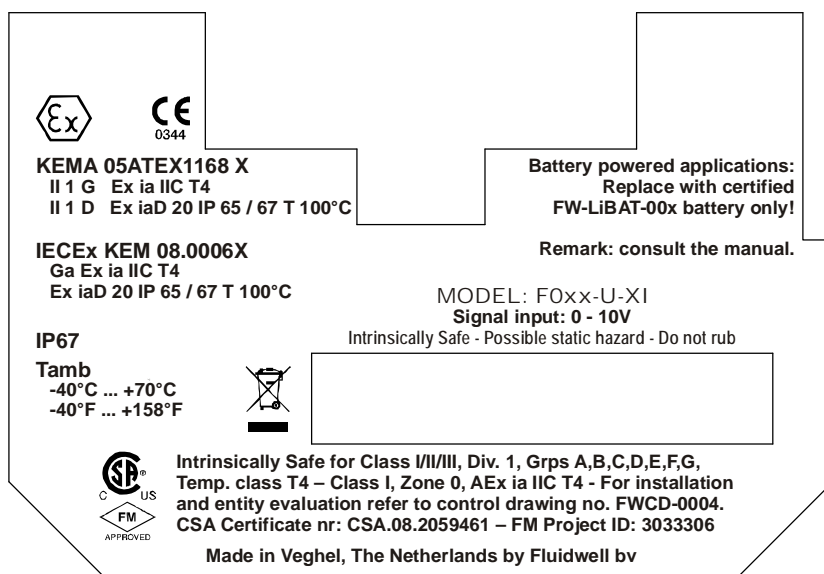 Ex
CE
0344
KEMA 05ATEX1168 X
II 1 G Ex ia IIC T4
II 1 D Ex iaD 20 IP 65 / 67 T 100°C
Battery powered applications:
Replace with certified
FW-LiBAT-00x battery only!
IECEx KEM 08.0006X
Ga Ex ia IIC T4
Ex iaD 20 IP 65 / 67 T 100°C
Remark: consult the manual.
MODEL: F0xx-U-XI
Signal input: 0 - 10V
Intrinsically Safe - Possible static hazard - Do not rub
IP67
Tamb
-40°C ... +70°C
-40°F ... +158°F
SA ®
C US
FM
APPROVED
Intrinsically Safe for Class I/II/III, Div. 1, Grps A,B,C,D,E,F,G,
Temp. class T4 – Class I, Zone 0, AEx ia IIC T4 - For installation
and entity evaluation refer to control drawing no. FWCD-0004.
CSA Certificate nr: CSA.08.2059461 – FM Project ID: 3033306
Made in Veghel, The Netherlands by Fluidwell bv